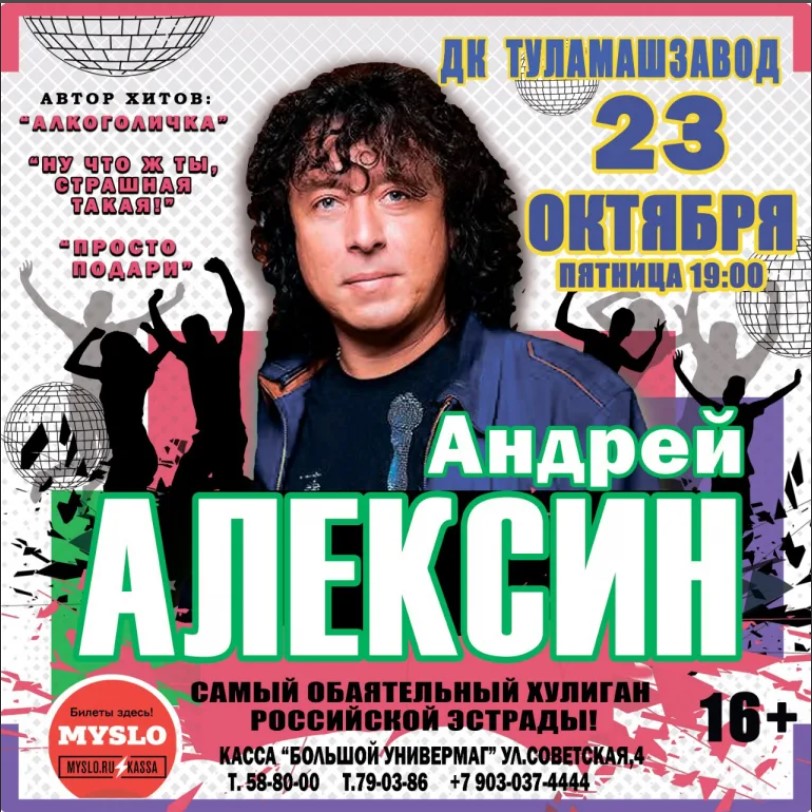 АВТОР ХИТОВ:
"АЛКОГОЛИЧКА"
"НУ ЧТО Ж ТЫ,
СТРАШНАЯ
ТАКАЯ!"
"ПРОСТО
ПОДАРИ"
ДК ТУЛАМАШЗАВОД
23
ОКТЯБРЯ
ПЯТНИЦА 19:00
Андрей
АЛЕКСИН
САМЫЙ ОБАЯТЕЛЬНЫЙ ХУЛИГАН
РОССИЙСКОЙ ЭСТРАДЫ!
16+
Билеты здесь!
MYSLO
MYSLO.RU KASSA
КАССА "БОЛЬШОЙ УНИВЕРМАГ" УЛ.СОВЕТСКАЯ,4
Т. 58-80-00 Т.79-03-86 +7 903-037-4444